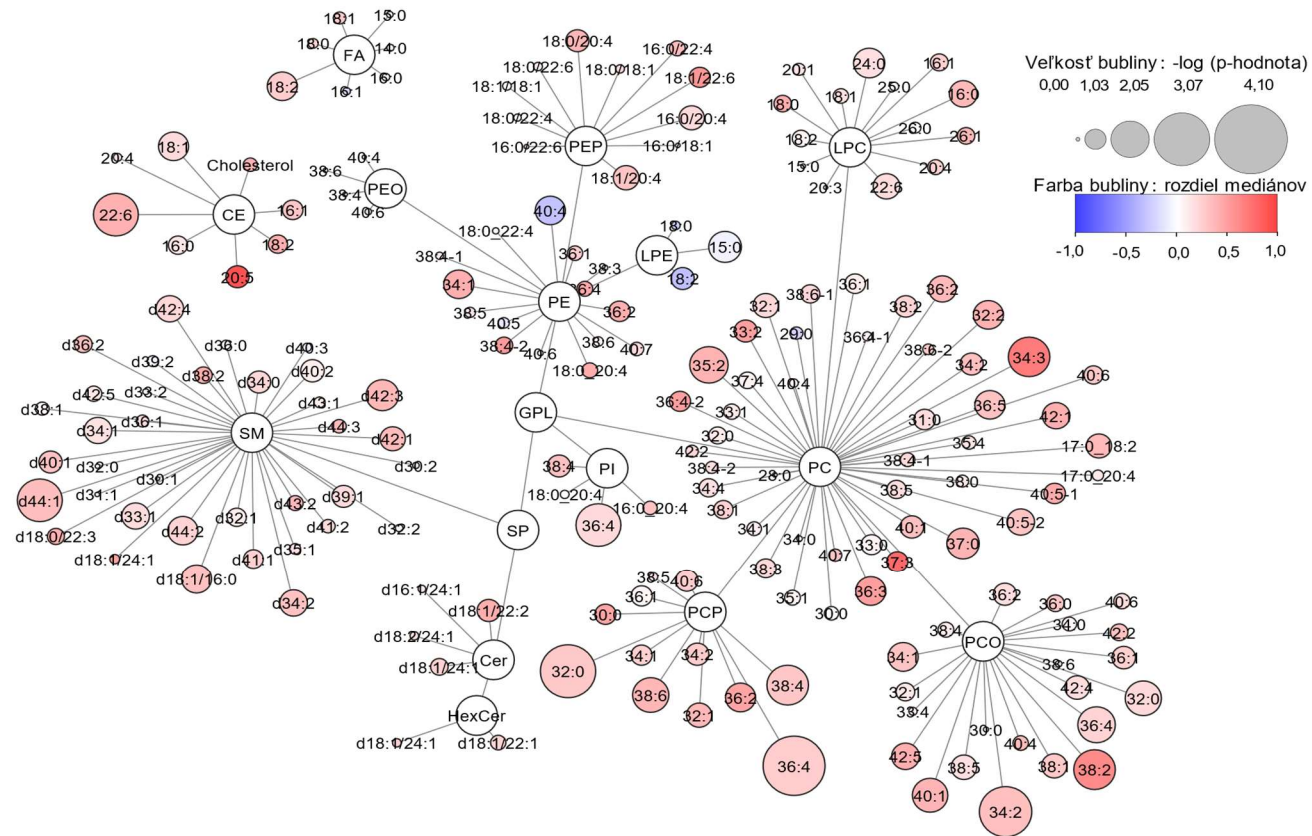 Veľkosť bubliny : -log (p-hodnota)
0,00 1,03 2,05 3,07 4,10
Farba bubliny : rozdiel mediánov
-1,0 -0,5 0,0 0,5 1,0
FA
18:1
15:0
18:0
14:0
18:2
16:1
16:0
CE
20:4
18:1
Cholesterol
22:6
16:1
16:0
18:2
20:5
PEO
40:4
38:6
38:4
40:6
PEP
18:0/20:4
16:0/22:4
18:0/22:6
18:0/18:1
18:1/18:1
18:1/22:6
18:0/22:4
16:0/20:4
16:0/22:6
16:0/18:1
18:1/20:4
LPC
20:1
24:0
16:1
18:0
18:1
25:0
16:0
18:2
26:0
26:1
15:0
20:4
20:3
22:6
LPE
18:0
15:0
18:2
PE
40:4
18:0_22:4
38:4-1
36:1
38:3
34:1
36:4
38:5
40:5
36:2
38:4-2
40:6
38:6
40:7
18:0_20:4
SM
d42:4
d36:2
d36:0
d40:3
d39:2
d38:2
d34:0
d40:2
d42:5
d33:2
d43:1
d42:3
d38:1
d36:1
d44:3
d34:1
d42:1
d40:1
d32:0
d30:1
d30:2
d44:1
d31:1
d39:1
d43:2
d33:1
d32:1
d18:0/22:3
d44:2
d41:2
d32:2
d18:1/24:1
d35:1
d41:1
d18:1/16:0
d34:2
GPL
SP
PI
38:4
18:0_20:4
16:0_20:4
36:4
Cer
d16:1/24:1
d18:1/22:2
d18:2/24:1
d18:1/24:1
HexCer
d18:1/24:1
d18:1/22:1
PC
38:6-1
36:1
36:2
32:1
38:2
32:2
33:2
29:0
36:4-1
38:6-2
34:3
35:2
34:2
37:4
40:4
40:6
36:4-2
36:5
33:1
31:0
42:1
32:0
35:4
42:2
17:0_18:2
38:4-2
28:0
38:4-1
17:0_20:4
34:4
38:5
40:5-1
38:1
34:1
40:1
40:5-2
34:0
33:0
37:0
38:3
40:7
37:3
35:1
36:3
30:0
PCP
38:5
40:6
36:1
30:0
34:1
34:2
32:0
38:6
38:4
36:2
32:1
36:4
PCO
36:2
36:0
40:6
38:4
34:0
42:2
34:1
36:1
38:6
32:1
42:4
32:0
33:4
36:4
30:0
40:4
42:5
38:5
38:1
38:2
40:1
34:2